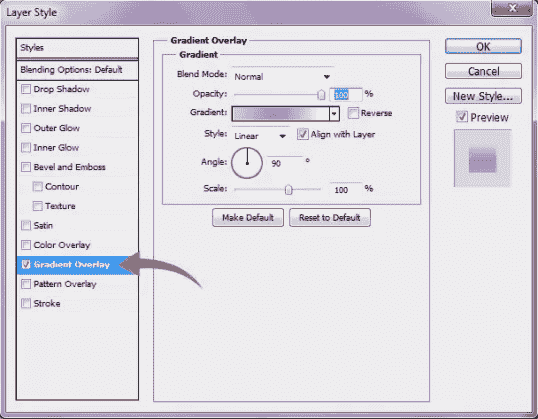 Layer Style
Styles
Blending Options: Default
Drop Shadow
Inner Shadow
Outer Glow
Inner Glow
Bevel and Emboss
Contour
Texture
Satin
Color Overlay
Gradient Overlay
Pattern Overlay
Stroke
Gradient Overlay
Gradient
Blend Mode: Normal
Opacity: 100 %
Gradient: Reverse
Style: Linear Align with Layer
Angle: 90 °
Scale: 100 %
Make Default Reset to Default
OK
Cancel
New Style...
Preview